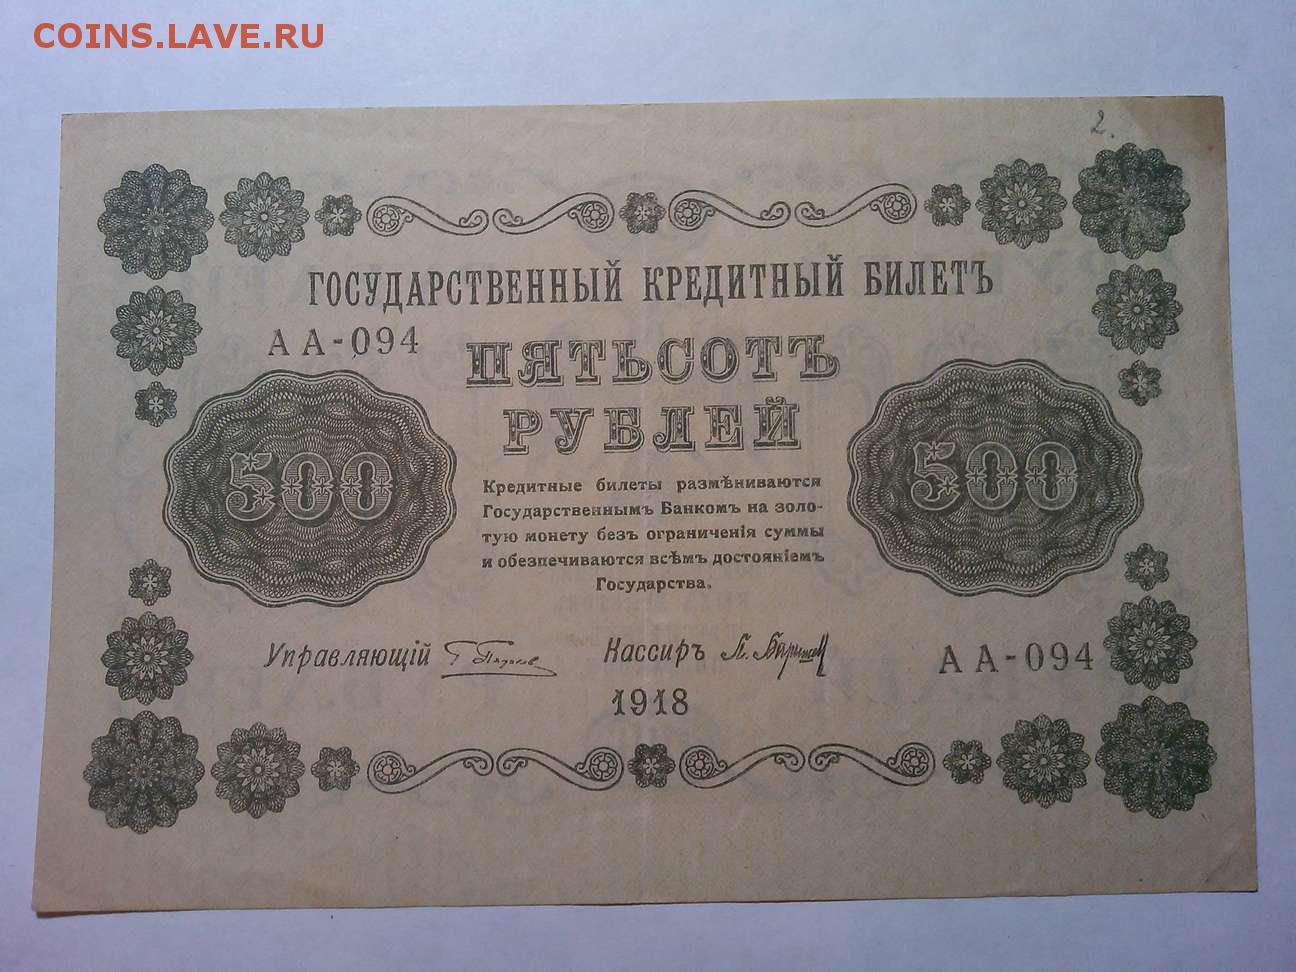 COINS.LAVE.RU
2.
ГОСУДАРСТВЕННЫЙ КРЕДИТНЫЙ БИЛЕТЪ
АА-094
ПЯТЬСОТЪ
РУБЛЕЙ
500
500
Кредитные билеты размѣниваются
Государственнымъ Банкомъ на золо-
тую монету безъ ограниченія суммы
и обезпечиваются всѣмъ достояніемъ
Государства.
Управляющій
Кассиръ
АА-094
1918